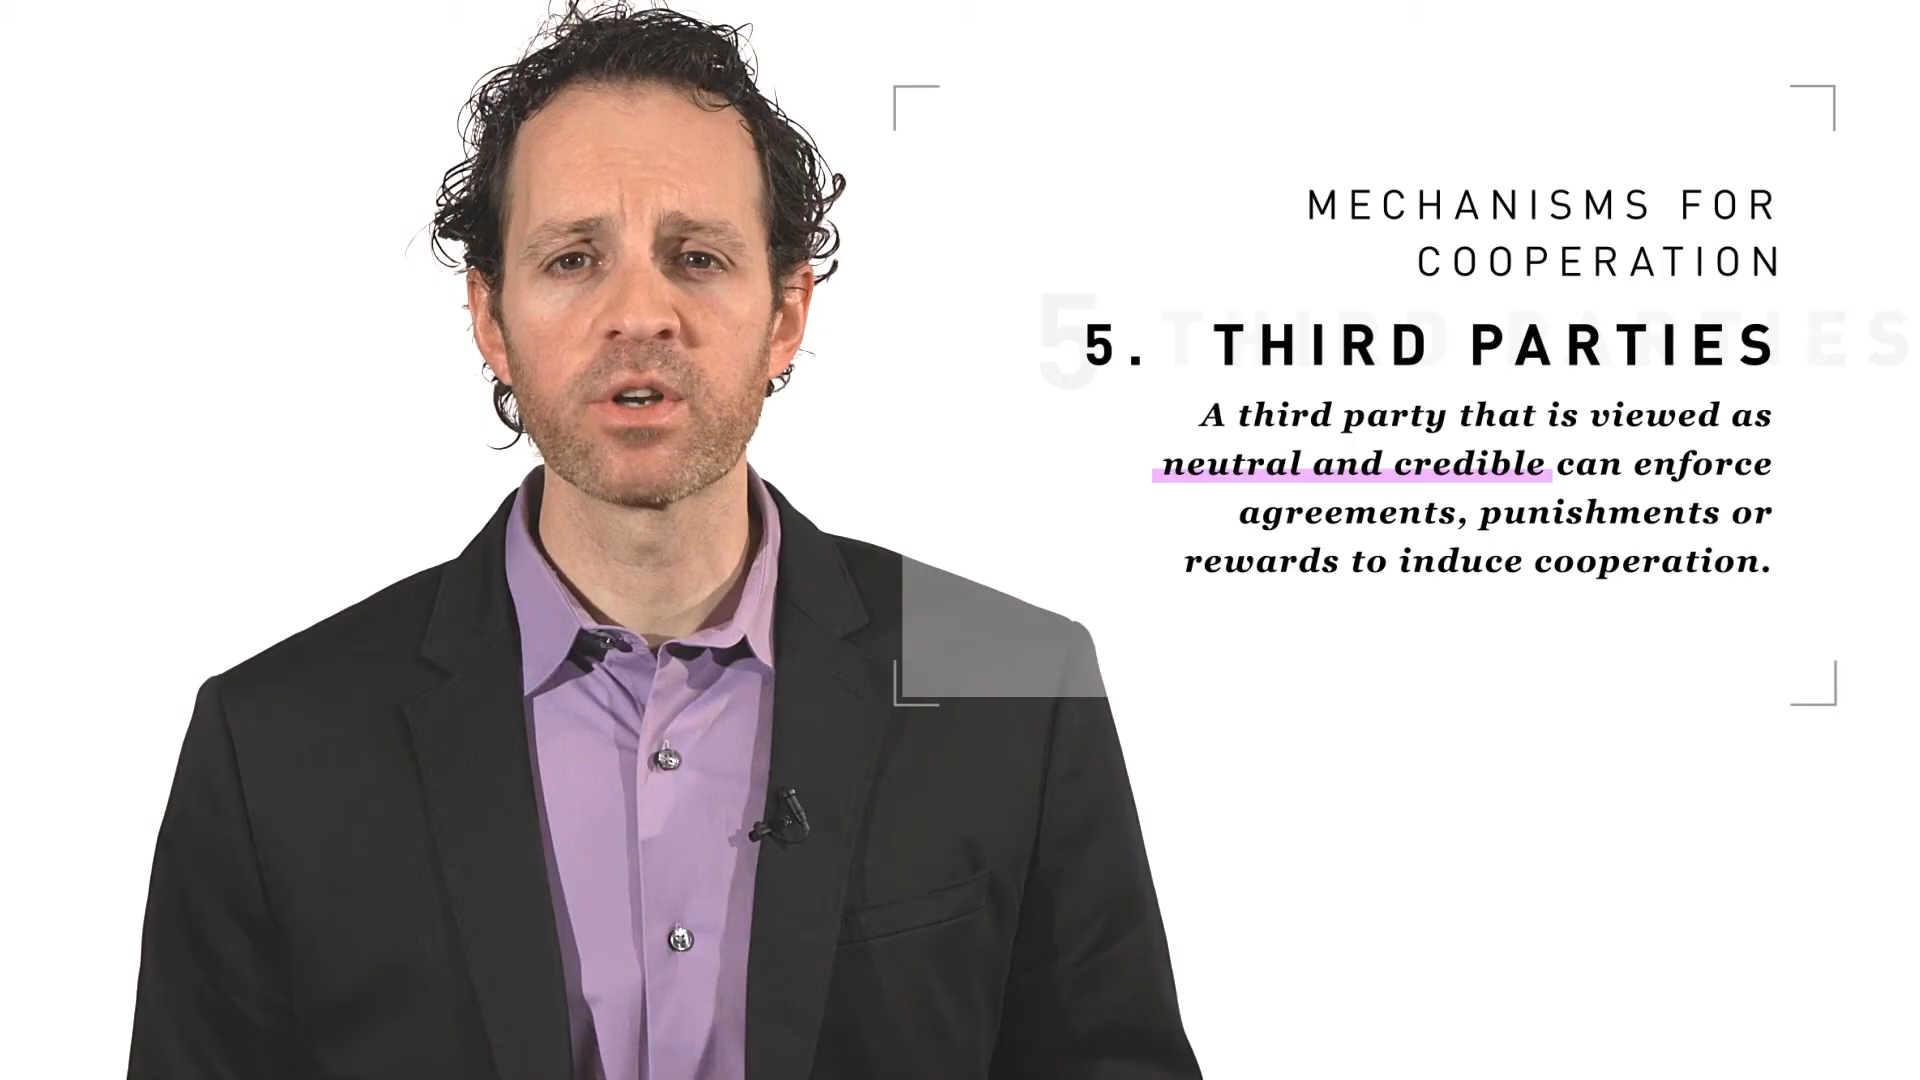 MECHANISMS FOR
COOPERATION
5. THIRD PARTIES
A third party that is viewed as
neutral and credible can enforce
agreements, punishments or
rewards to induce cooperation.